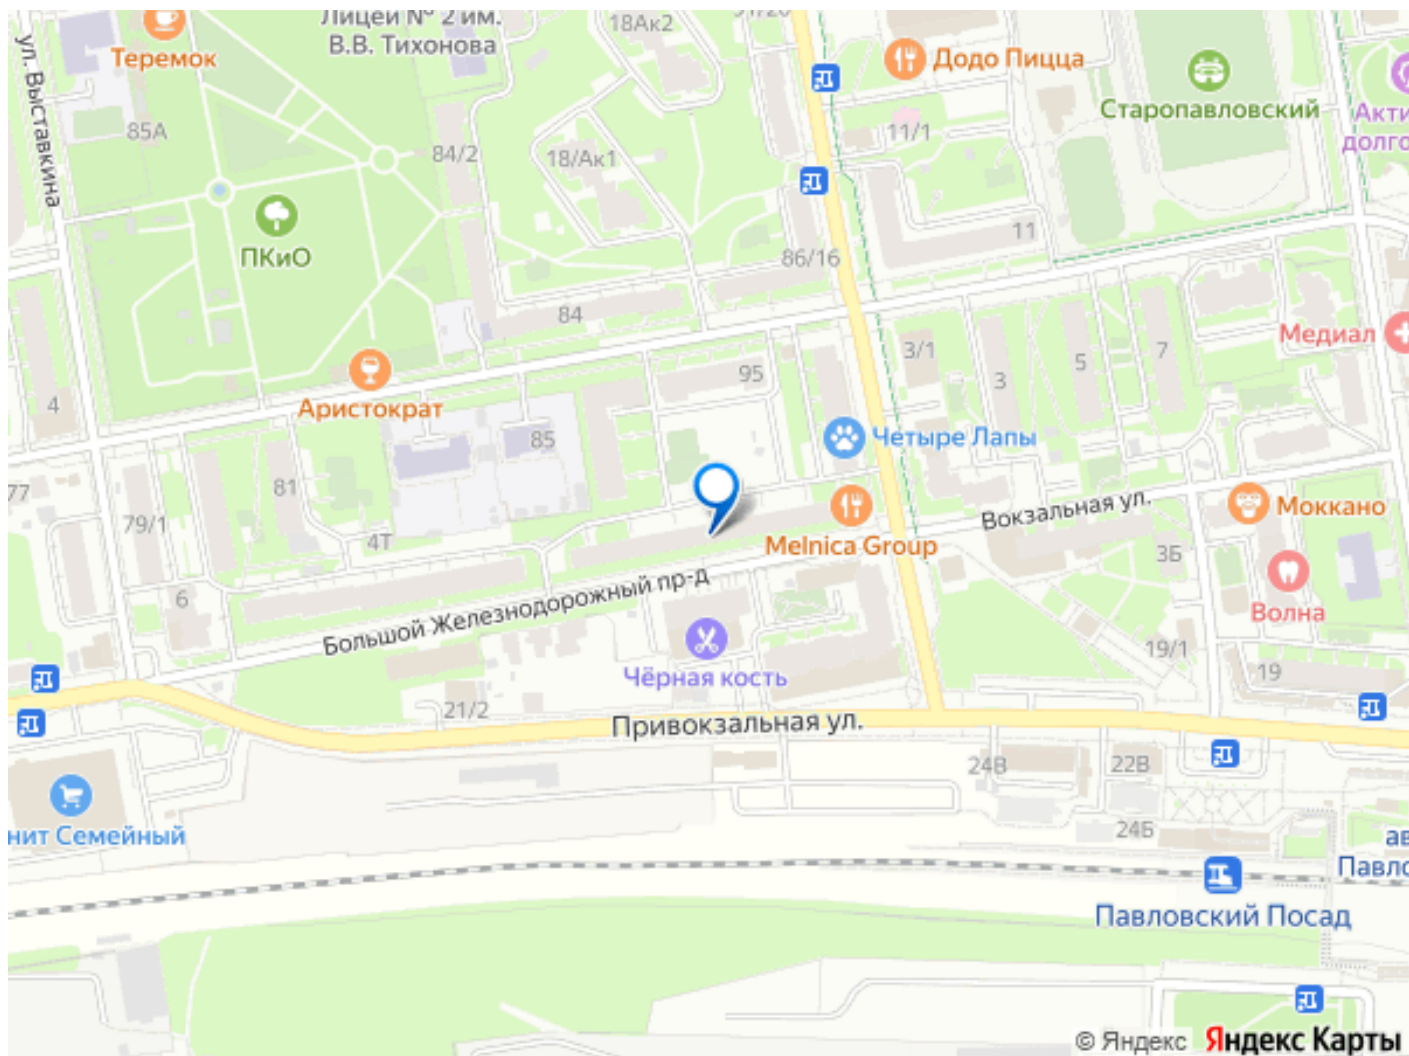 Лицей № 2 им.
В.В. Тихонова
18Ак2
Теремок
Додо Пицца
Старопавловский
ул. Выставкина
85А
84/2
18/Ак1
11/1
ПКиО
11
86/16
84
Медиал
3/1
5
7
3
95
4
Аристократ
85
Четыре Лапы
77
81
79/1
4Т
Вокзальная ул.
Моккано
Melnica Group
3Б
6
Большой Железнодорожный пр-д
Волна
Чёрная кость
19/1
19
21/2
Привокзальная ул.
24В
22В
24Б
нит Семейный
Павловский Посад
© Яндекс Яндекс Карты